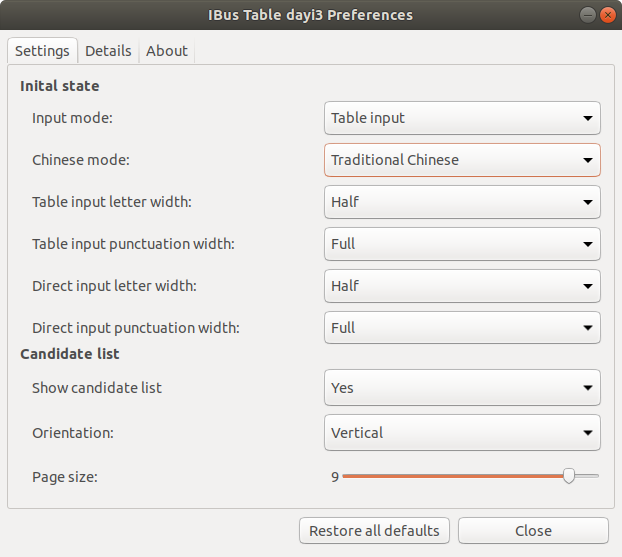 IBus Table dayi3 Preferences
Settings Details About
Inital state
Input mode: Table input
Chinese mode: Traditional Chinese
Table input letter width: Half
Table input punctuation width: Full
Direct input letter width: Half
Direct input punctuation width: Full
Candidate list
Show candidate list Yes
Orientation: Vertical
Page size: 9
Restore all defaults Close